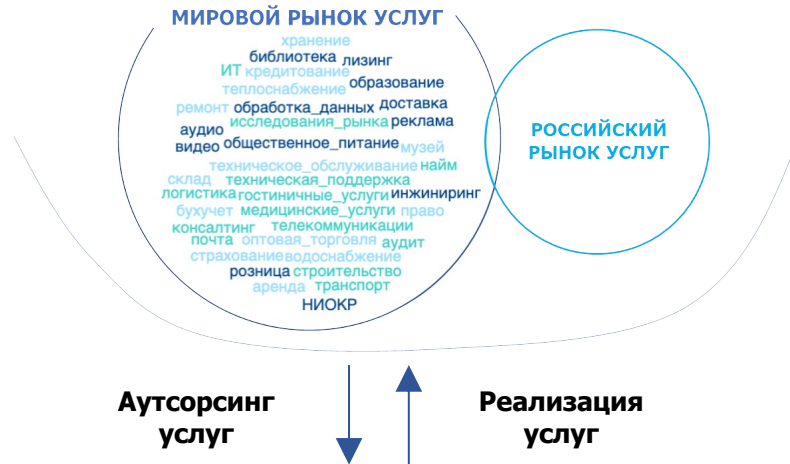 МИРОВОЙ РЫНОК УСЛУГ
хранение
библиотека лизинг
ИТ кредитование
теплоснабжение образование
ремонт обработка_данных доставка
исследования_рынка реклама
аудио
видео общественное_питание музей
техническое_обслуживание найм
склад техническая_поддержка
логистика гостиничные_услуги инжиниринг
бухучет медицинские_услуги право
консалтинг телекоммуникации
почта оптовая_торговля аудит
страхование водоснабжение
розница строительство
аренда транспорт
НИОКР
РОССИЙСКИЙ
РЫНОК УСЛУГ
Аутсорсинг
услуг
Реализация
услуг